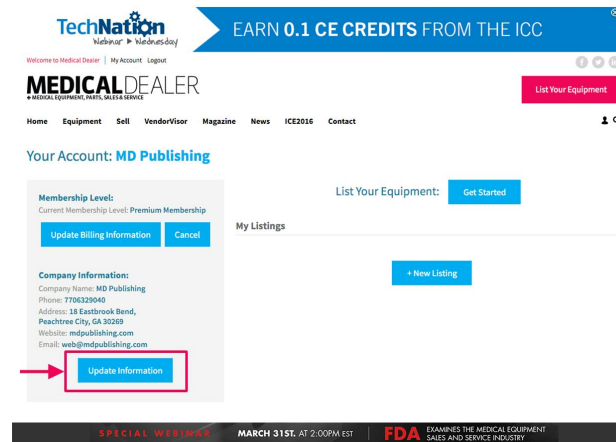 TechNation
Webinar Wednesday
EARN 0.1 CE CREDITS FROM THE ICC
Welcome to Medical Dealer | My Account Logout
MEDICALDEALER
MEDICAL EQUIPMENT, PARTS, SALES & SERVICE
List Your Equipment
Home Equipment Sell VendorVisor Magazine News ICE2016 Contact
Your Account: MD Publishing
Membership Level:
Current Membership Level: Premium Membership
Update Billing Information Cancel
Company Information:
Company Name: MD Publishing
Phone: 7706329040
Address: 18 Eastbrook Bend,
Peachtree City, GA 30269
Website: mdpublishing.com
Email: web@mdpublishing.com
Update Information
List Your Equipment: Get Started
My Listings
+ New Listing
SPECIAL WEBINAR MARCH 31ST. AT 2:00PM EST FDA EXAMINES THE MEDICAL EQUIPMENT
SALES AND SERVICE INDUSTRY